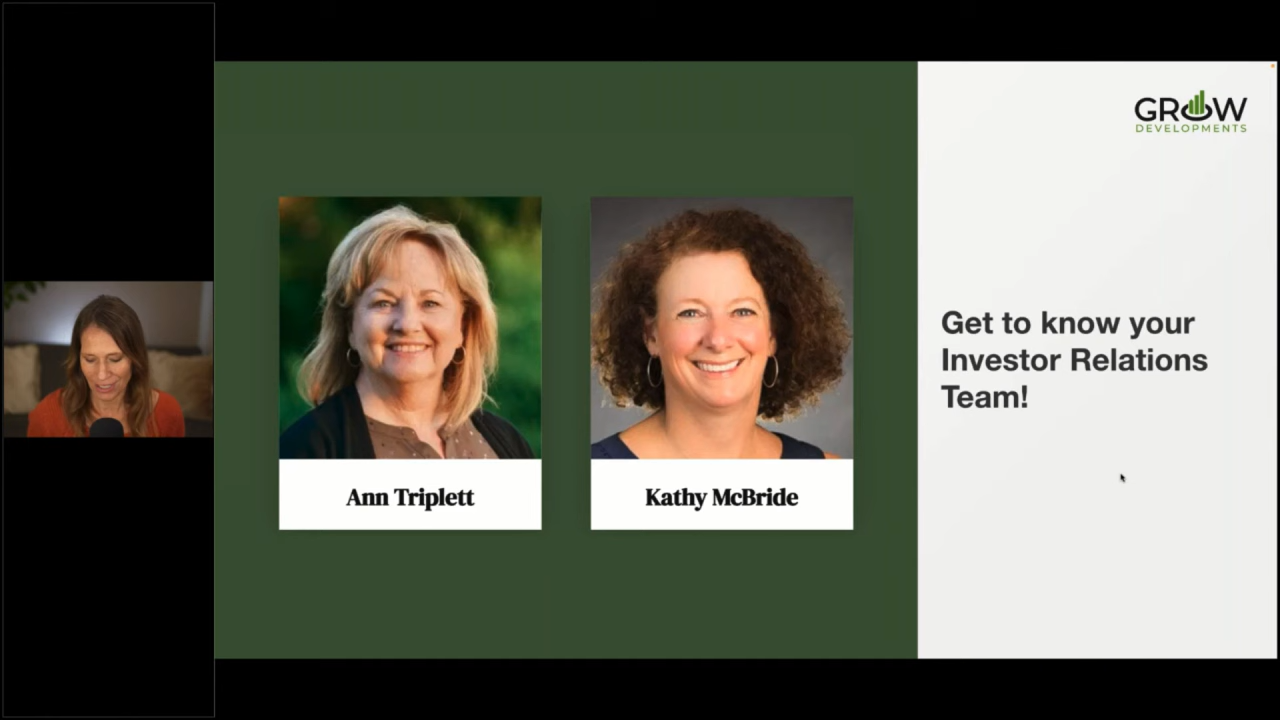 GROW
DEVELOPMENTS
Ann Triplett
Kathy McBride
Get to know your
Investor Relations
Team!